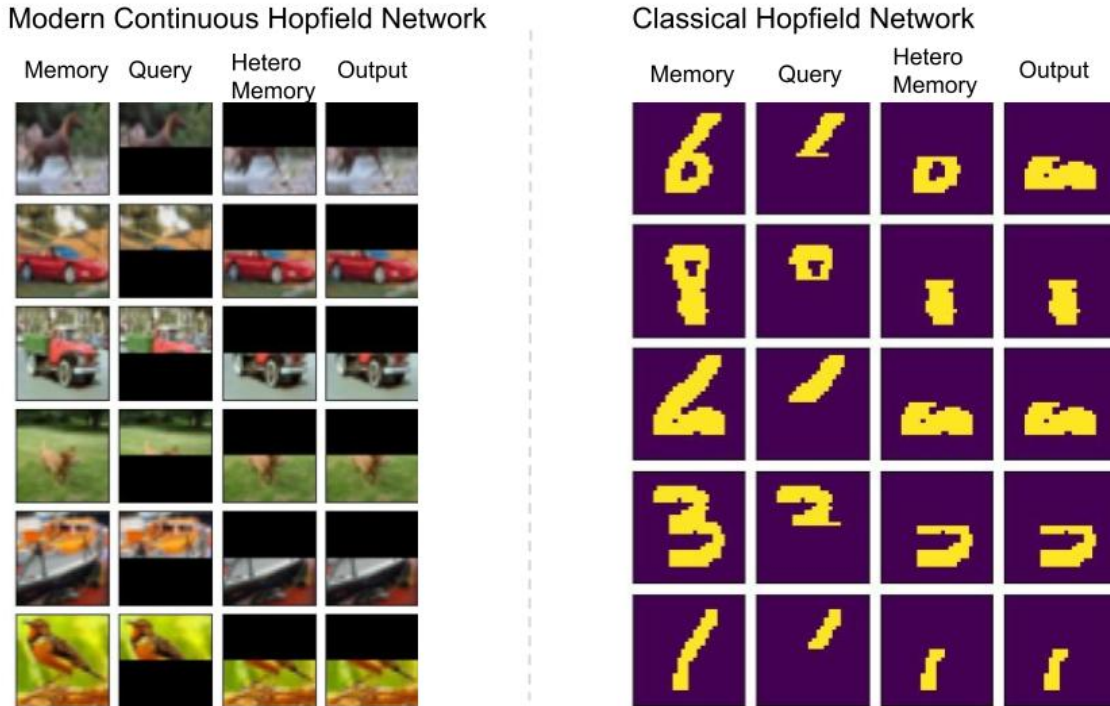 Modern Continuous Hopfield Network
Memory Query Hetero Memory Output
Classical Hopfield Network
Memory Query Hetero Memory Output